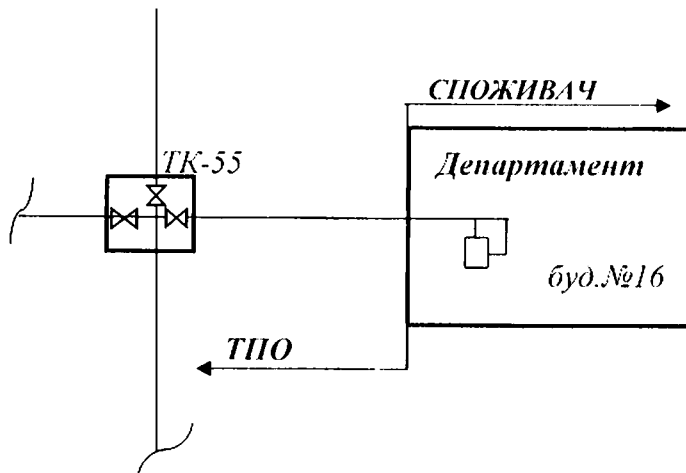 СПОЖИВАЧ
ТК-55
Департамент
буд.№16
ТПО